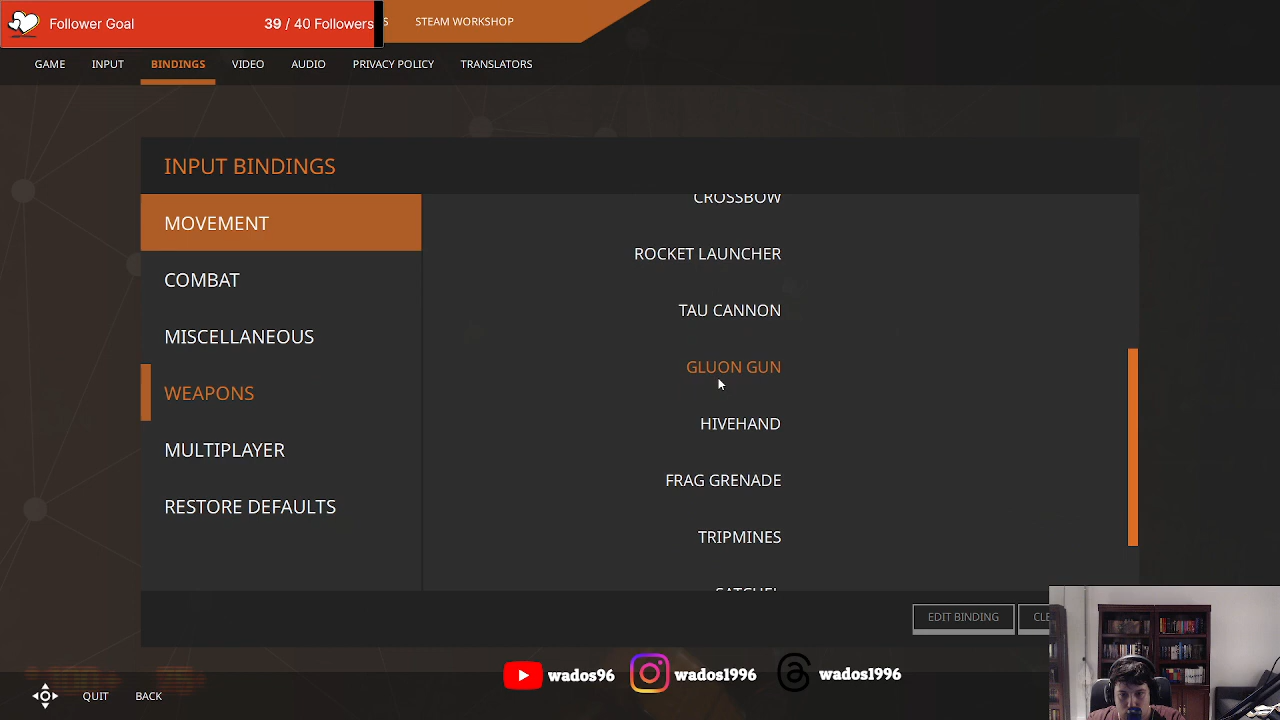 Follower Goal 39 / 40 Followers
S STEAM WORKSHOP
GAME INPUT BINDINGS VIDEO AUDIO PRIVACY POLICY TRANSLATORS
INPUT BINDINGS
MOVEMENT
COMBAT
MISCELLANEOUS
WEAPONS
MULTIPLAYER
RESTORE DEFAULTS
CROSSBOW
ROCKET LAUNCHER
TAU CANNON
GLUON GUN
HIVEHAND
FRAG GRENADE
TRIPMINES
SATCHEL
EDIT BINDING CLE
wados96 wados1996 wados1996
QUIT BACK